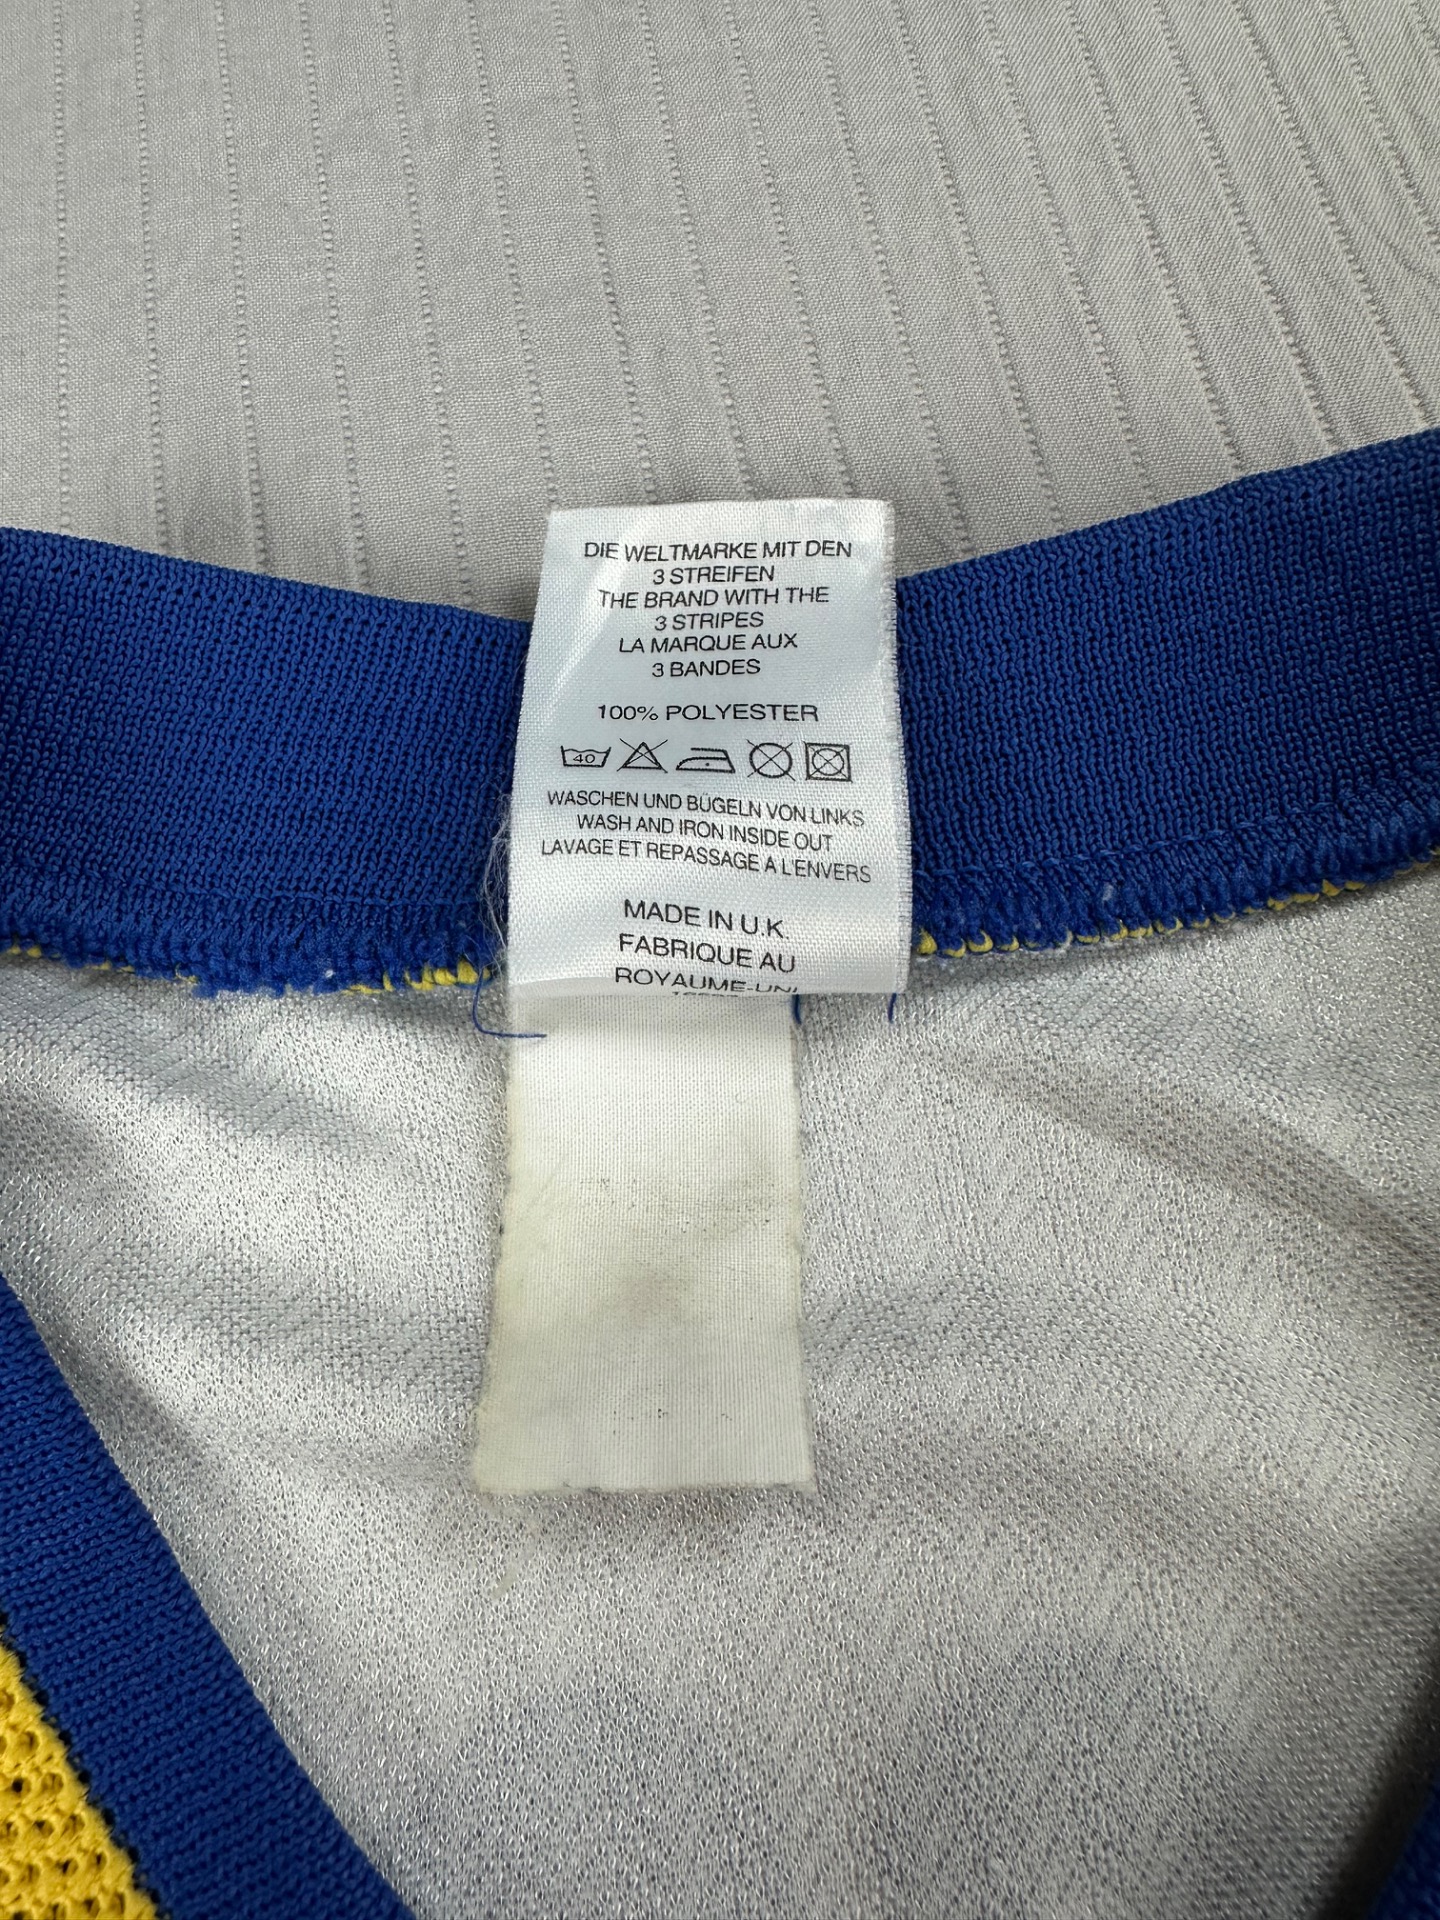 DIE WELTMARKE MIT DEN
3 STREIFEN
THE BRAND WITH THE
3 STRIPES
LA MARQUE AUX
3 BANDES
100% POLYESTER
40
WASCHEN UND BÜGELN VON LINKS
WASH AND IRON INSIDE OUT
LAVAGE ET REPASSAGE A L'ENVERS
MADE IN U.K.
FABRIQUE AU
ROYAUME-UNI